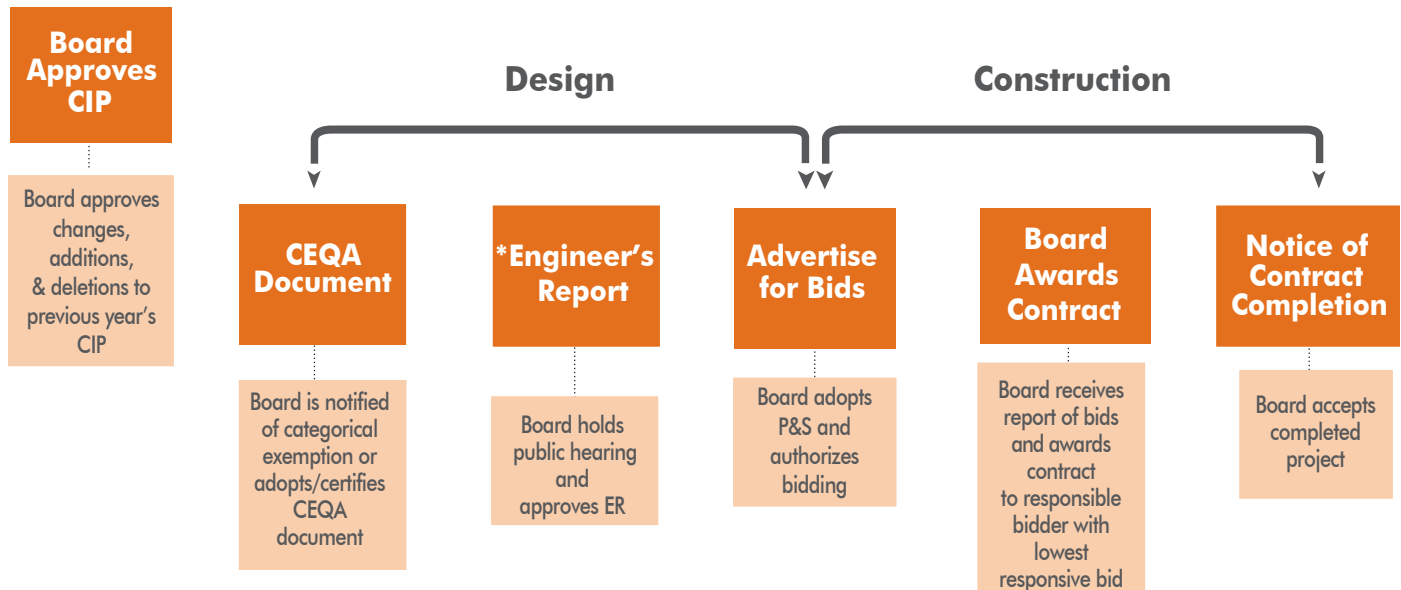 Board
Approves
CIP
Board approves
changes,
additions,
& deletions to
previous year's
CIP
Design
Construction
CEQA
Document
Board is notified
of categorical
exemption or
adopts/certifies
CEQA
document
*Engineer's
Report
Board holds
public hearing
and
approves ER
Advertise
for Bids
Board adopts
P&S and
authorizes
bidding
Board
Awards
Contract
Board receives
report of bids
and awards
contract
to responsible
bidder with
lowest
responsive bid
Notice of
Contract
Completion
Board accepts
completed
project